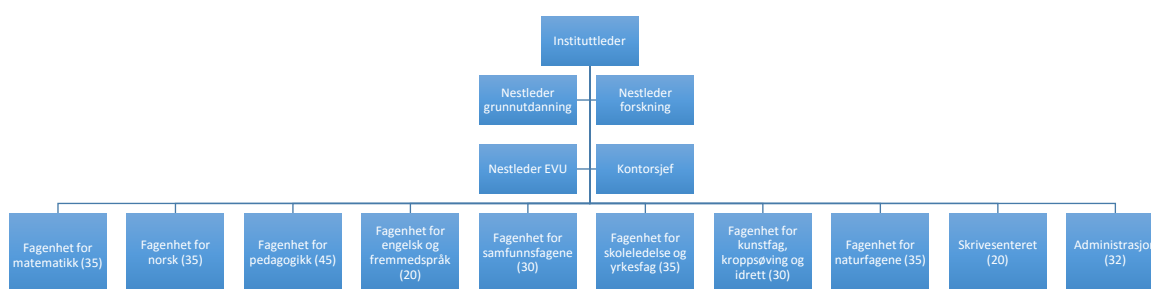 Instituttleder
Nestleder
grunnutdanning
Nestleder
forskning
Nestleder EVU
Kontorsjef
Fagenhet for
matematikk (35)
Fagenhet for
norsk (35)
Fagenhet for
pedagogikk (45)
Fagenhet for
engelsk og
fremmedspråk
(20)
Fagenhet for
samfunnsfagene
(30)
Fagenhet for
skoleledelse og
yrkesfag (35)
Fagenhet for
kunstfag,
kroppsøving og
idrett (30)
Fagenhet for
naturfagene (35)
Skrivesenteret
(20)
Administrasjon
(32)